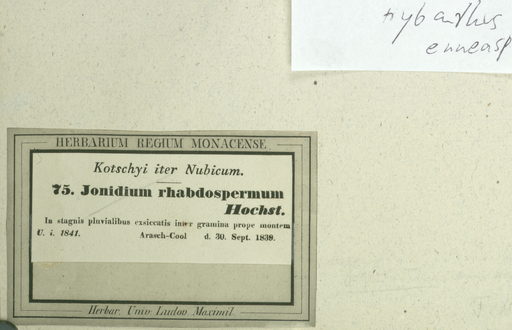 hybanthus
enneasp
HERBARIUM REGIUM MONACENSE.
Kotschyi iter Nubicum.
75. Jonidium rhabdospermum
Hochst.
In stagnis pluvialibus exsiccatis inter gramina prope montem
U. i. 1841. Arasch-Cool d. 30. Sept. 1839.
Herbar. Univ. Ludov. Maximil.